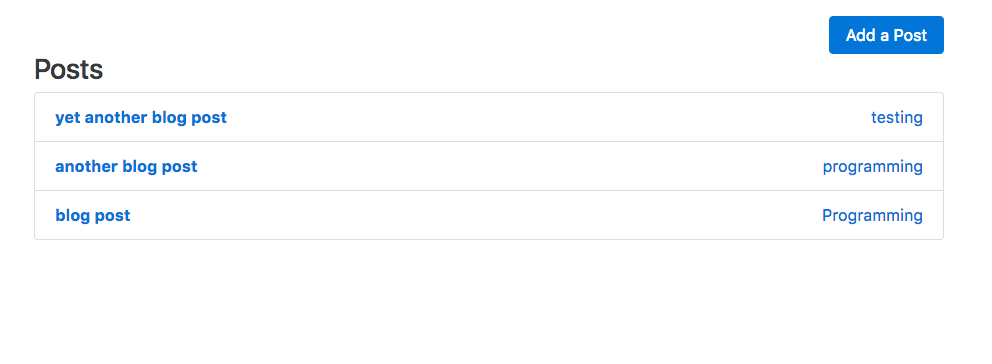 Add a Post
Posts
yet another blog post testing
another blog post programming
blog post Programming